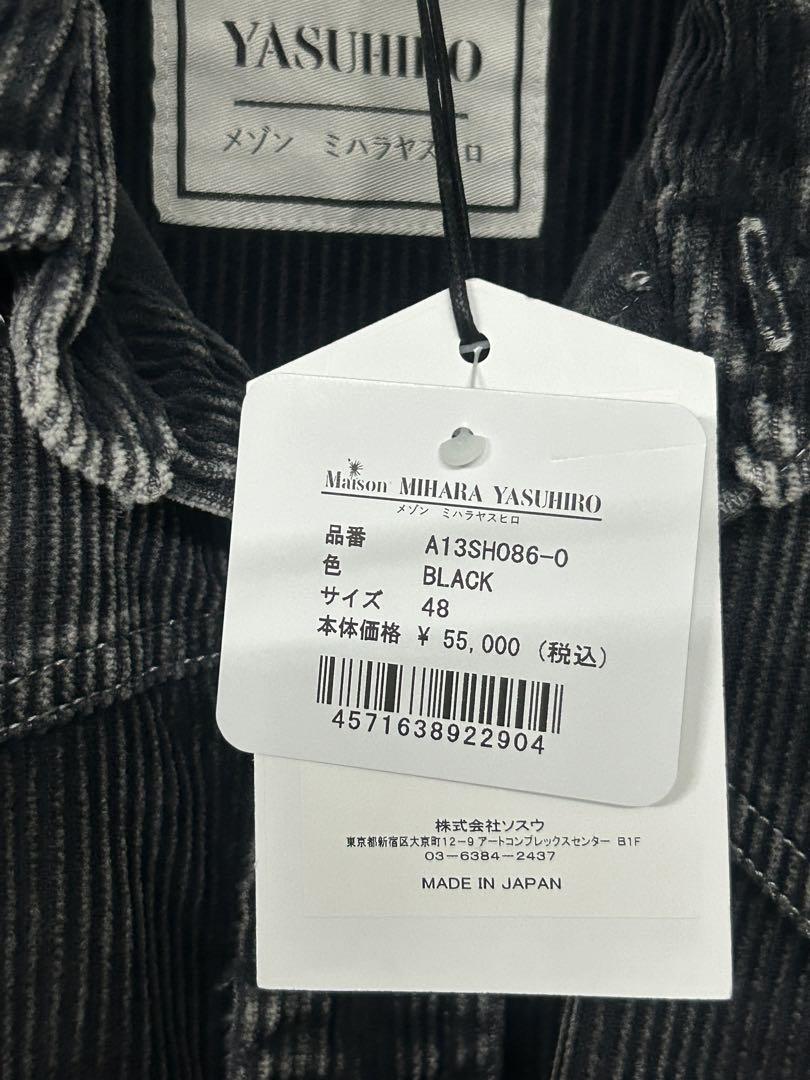 YASUHIRO
メゾン ミハラヤスヒロ
Maison MIHARA YASUHIRO
メゾン ミハラヤスヒロ
品番 A13SH086-0
色 BLACK
サイズ 48
本体価格 ¥ 55,000 (税込)
4571638922904
株式会社ソスウ
東京都新宿区大京町12-9 アートコンプレックスセンター B1F
03-6384-2437
MADE IN JAPAN